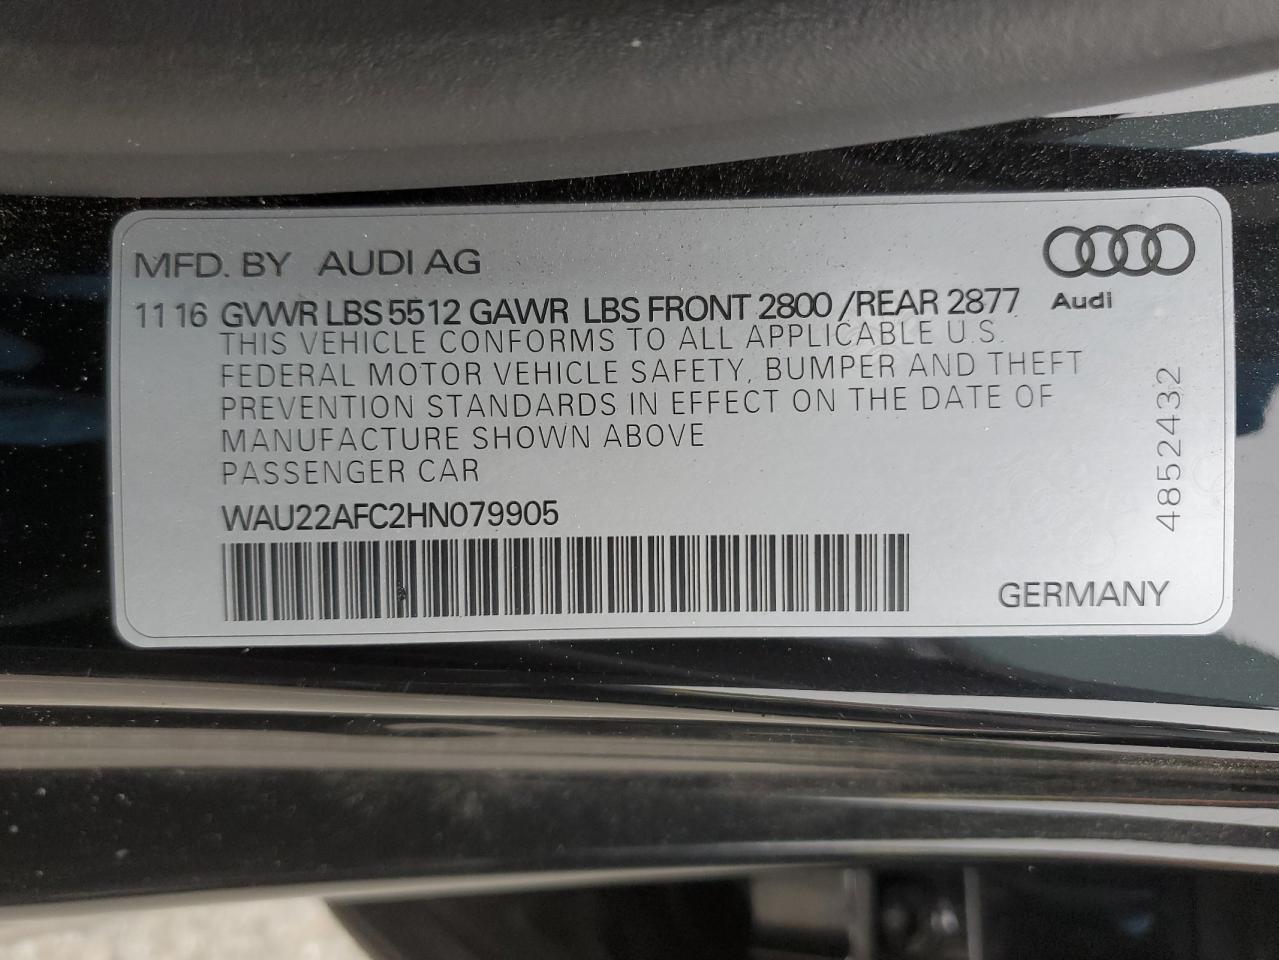 MFD. BY AUDI AG
11 16 GVWR LBS 5512 GAWR LBS FRONT 2800 /REAR 2877
Audi
THIS VEHICLE CONFORMS TO ALL APPLICABLE U.S.
FEDERAL MOTOR VEHICLE SAFETY, BUMPER AND THEFT
PREVENTION STANDARDS IN EFFECT ON THE DATE OF
MANUFACTURE SHOWN ABOVE
PASSENGER CAR
WAU22AFC2HN079905
4852432
GERMANY